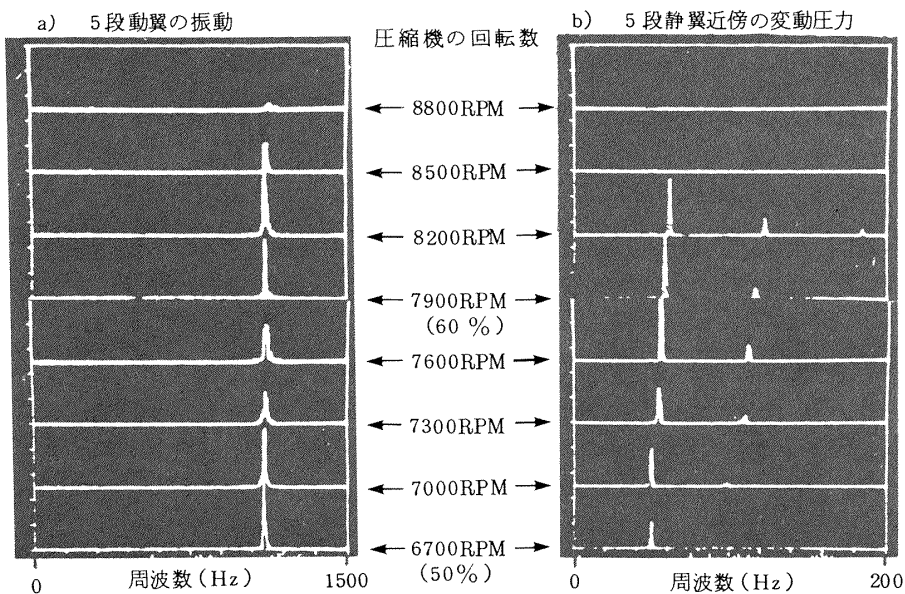 a) 5段動翼の振動
圧縮機の回転数
b) 5段静翼近傍の変動圧力
8800RPM
8500RPM
8200RPM
7900RPM
(60%)
7600RPM
7300RPM
7000RPM
6700RPM
(50%)
0 周波数(Hz) 1500
0 周波数(Hz) 200